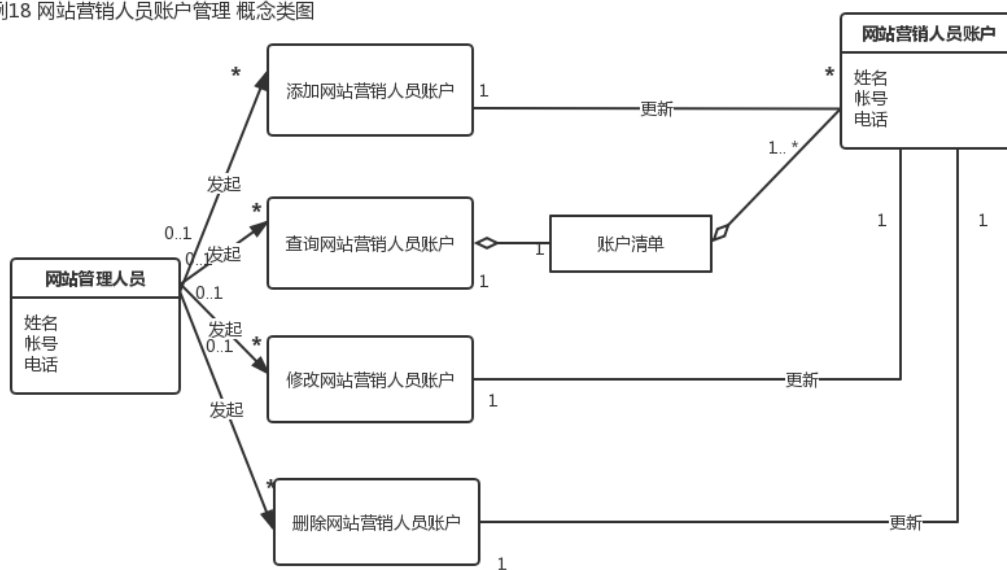 例18 网站营销人员账户管理 概念类图
网站营销人员账户
姓名
帐号
电话
*
添加网站营销人员账户
1
更新
*
1.. *
发起
0..1
*
查询网站营销人员账户
1
1
账户清单
1
1
发起
0..1
网站管理人员
姓名
帐号
电话
0..1
发起
*
0..1
修改网站营销人员账户
1
更新
发起
*
删除网站营销人员账户
1
更新